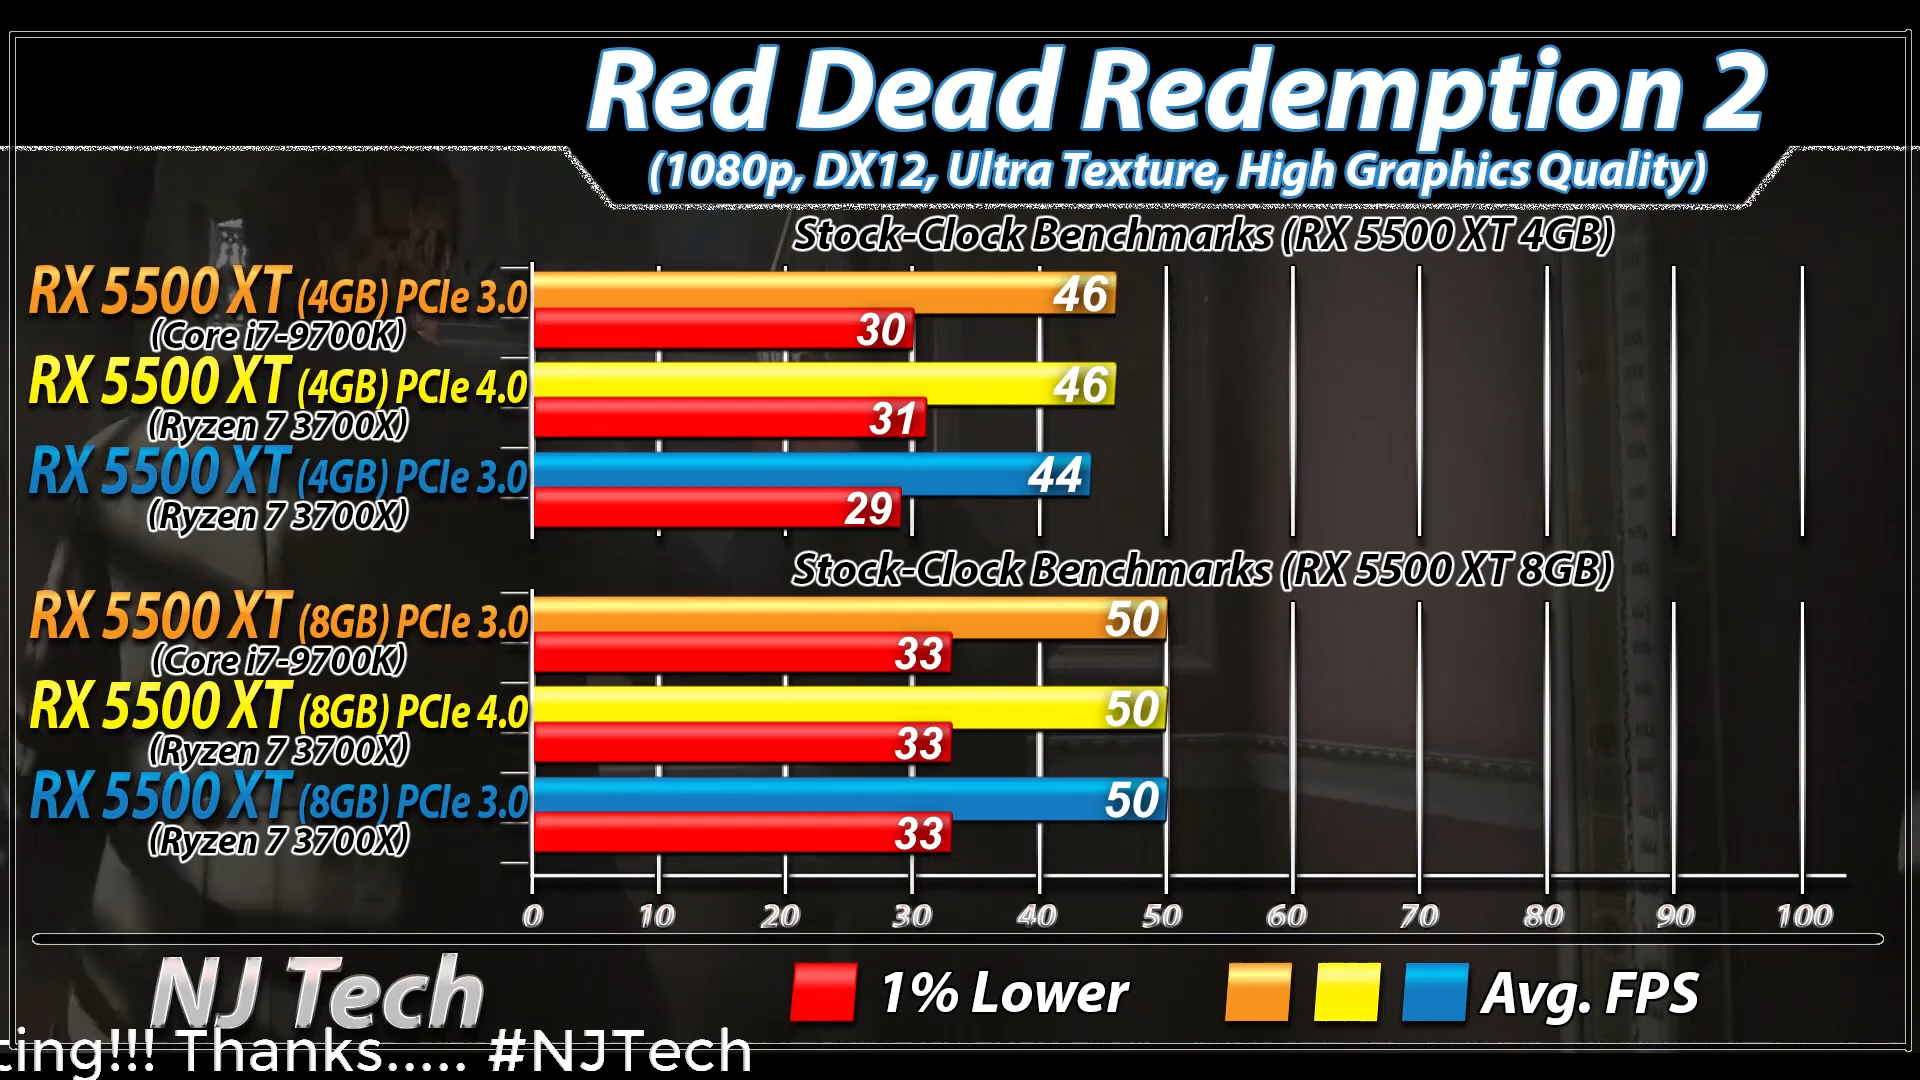 Red Dead Redemption 2
(1080p, DX12, Ultra Texture, High Graphics Quality)
Stock-Clock Benchmarks (RX 5500 XT 4GB)
RX 5500 XT (4GB) PCIe 3.0
(Core i7-9700K)
46
30
RX 5500 XT (4GB) PCIe 4.0
(Ryzen 7 3700X)
46
31
RX 5500 XT (4GB) PCIe 3.0
(Ryzen 7 3700X)
44
29
Stock-Clock Benchmarks (RX 5500 XT 8GB)
RX 5500 XT (8GB) PCIe 3.0
(Core i7-9700K)
50
33
RX 5500 XT (8GB) PCIe 4.0
(Ryzen 7 3700X)
50
33
RX 5500 XT (8GB) PCIe 3.0
(Ryzen 7 3700X)
50
33
0 10 20 30 40 50 60 70 80 90 100
NJ Tech
1% Lower
Avg. FPS
cing!!! Thanks..... #NJTech